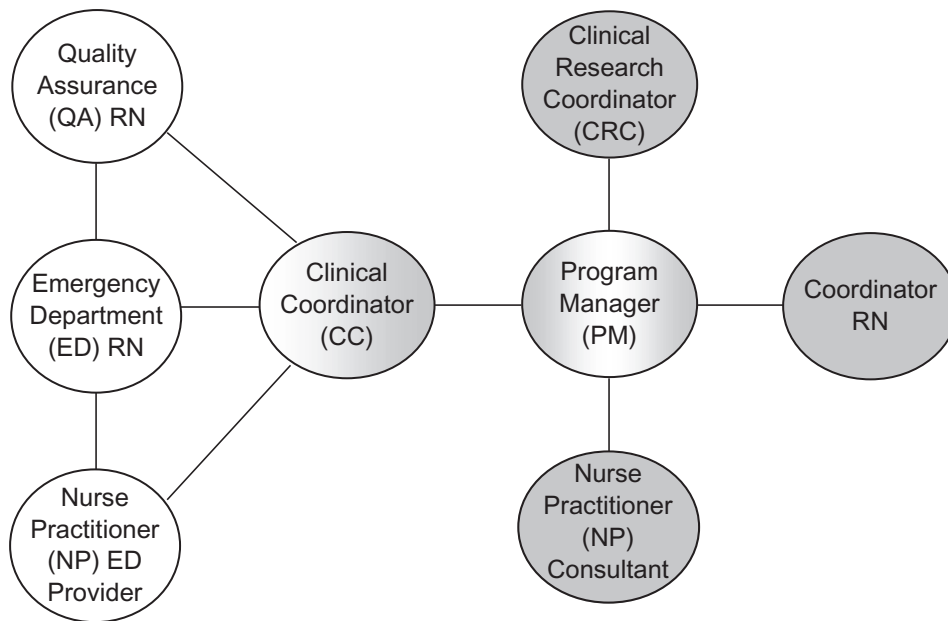 Quality
Assurance
(QA) RN
Clinical
Research
Coordinator
(CRC)
Emergency
Department
(ED) RN
Clinical
Coordinator
(CC)
Program
Manager
(PM)
Coordinator
RN
Nurse
Practitioner
(NP) ED
Provider
Nurse
Practitioner
(NP)
Consultant